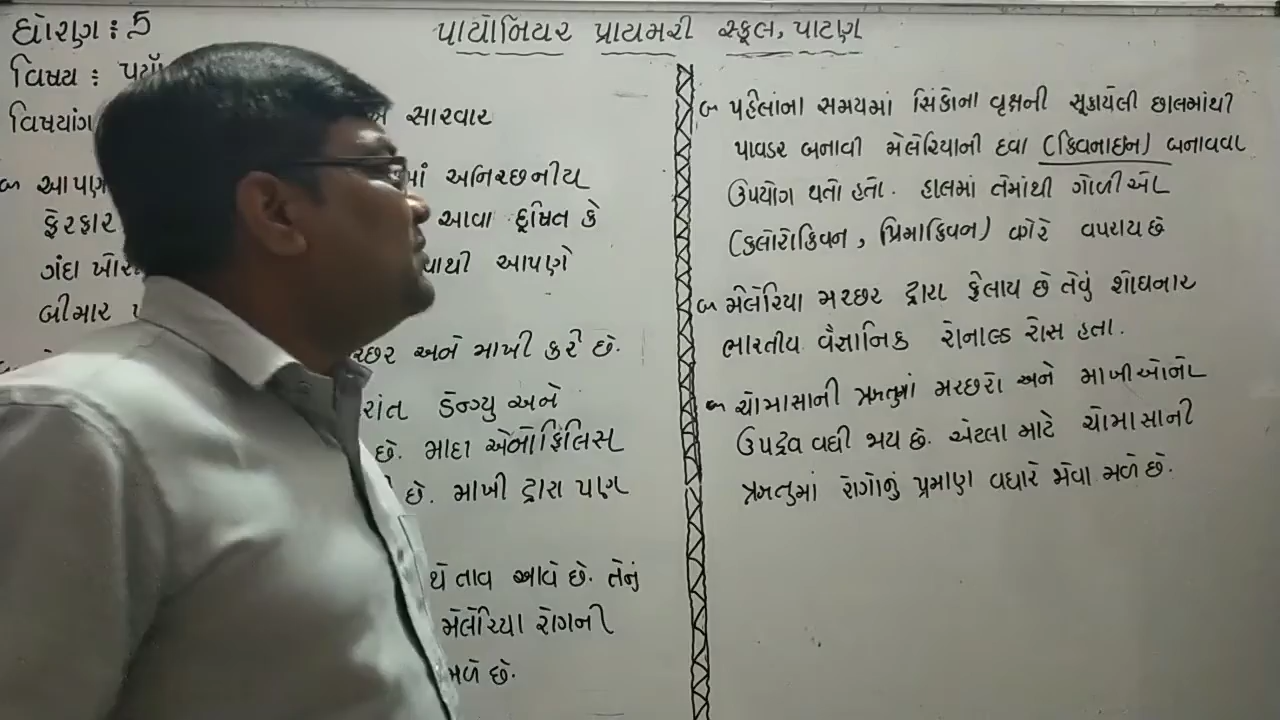 ધોરણ : 5
પાયોનિયર પ્રાયમરી સ્કૂલ, પાટણ
વિષય : પર્યા
વિષયાંગ
સારવાર
આપણ
માં અનિચ્છનીય
ફેરફાર
આવા દૂષિત કે
ગંદા ખોર
વાથી આપણે
બીમાર પ
ચ્છર અને માખી કરે છે.
રાંત ડેન્ગ્યુ અને
છે. માદા એનોફિલિસ
છે. માખી દ્વારા પણ
થે તાવ આવે છે. તેનું
મેલેરિયા રોગની
મળે છે.
પહેલાંના સમયમાં સિંકોના વૃક્ષની સૂકાયેલી છાલમાંથી
પાવડર બનાવી મેલેરિયાની દવા (ક્વિનાઇન) બનાવવા
ઉપયોગ થતો હતો. હાલમાં તેમાંથી ગોળીઓ
(ક્લોરોક્વિન, પ્રિમાક્વિન) વગેરે વપરાય છે
મેલેરિયા મચ્છર દ્વારા ફેલાય છે તેવું શોધનાર
ભારતીય વૈજ્ઞાનિક રોનાલ્ડ રોસ હતા.
ચોમાસાની ઋતુમાં મચ્છરો અને માખીઓનો
ઉપદ્રવ વધી જાય છે. એટલા માટે ચોમાસાની
ઋતુમાં રોગોનું પ્રમાણ વધારે જોવા મળે છે.